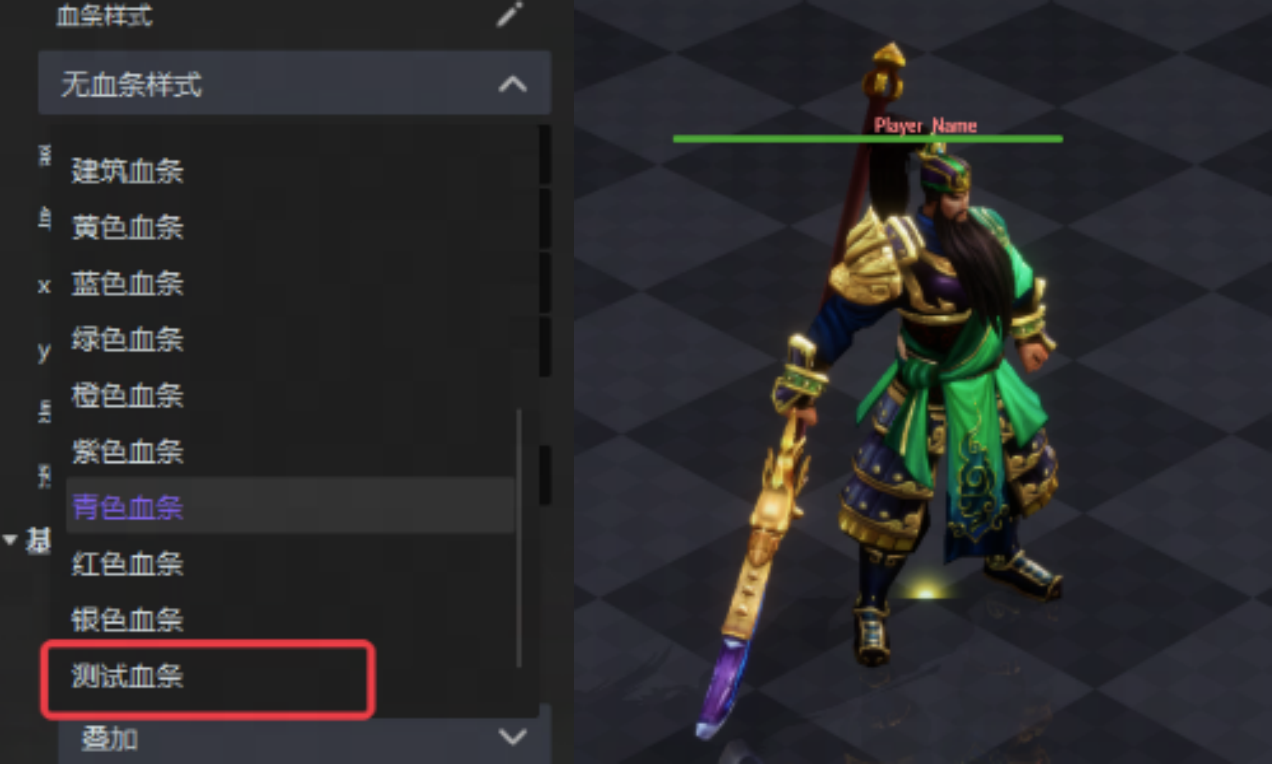 血条样式
无血条样式
建筑血条
黄色血条
x
蓝色血条
y
绿色血条
橙色血条
紫色血条
青色血条
基
红色血条
银色血条
测试血条
叠加
Player_Name